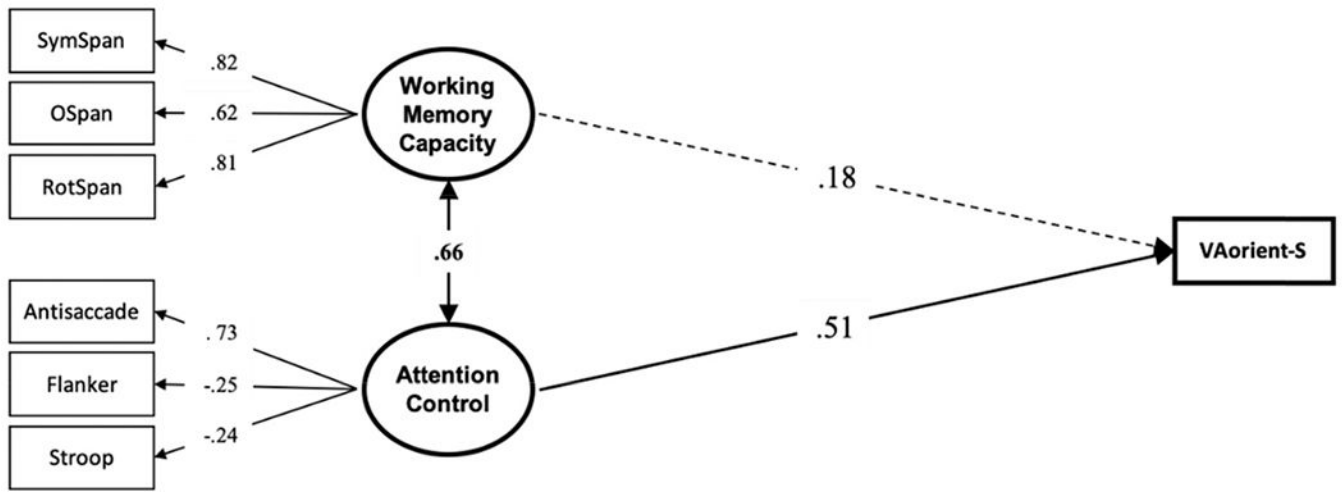 SymSpan
.82
OSpan
.62
RotSpan
.81
Working
Memory
Capacity
.18
.66
VAorient-S
Antisaccade
.73
Flanker
-.25
Stroop
-.24
Attention
Control
.51